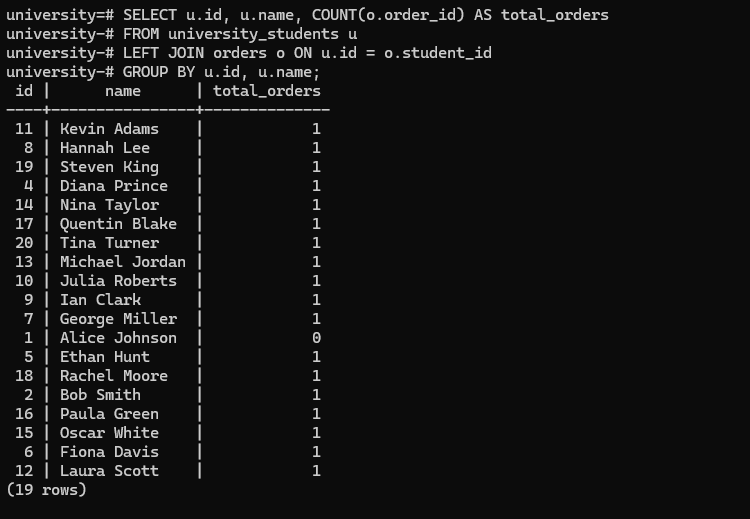 university=# SELECT u.id, u.name, COUNT(o.order_id) AS total_orders
university-# FROM university_students u
university-# LEFT JOIN orders o ON u.id = o.student_id
university-# GROUP BY u.id, u.name;
 id |      name      | total_orders
----+----------------+--------------
 11 | Kevin Adams    |            1
  8 | Hannah Lee     |            1
 19 | Steven King    |            1
  4 | Diana Prince   |            1
 14 | Nina Taylor    |            1
 17 | Quentin Blake  |            1
 20 | Tina Turner    |            1
 13 | Michael Jordan |            1
 10 | Julia Roberts  |            1
  9 | Ian Clark      |            1
  7 | George Miller  |            1
  1 | Alice Johnson  |            0
  5 | Ethan Hunt     |            1
 18 | Rachel Moore   |            1
  2 | Bob Smith      |            1
 16 | Paula Green    |            1
 15 | Oscar White    |            1
  6 | Fiona Davis    |            1
 12 | Laura Scott    |            1
(19 rows)